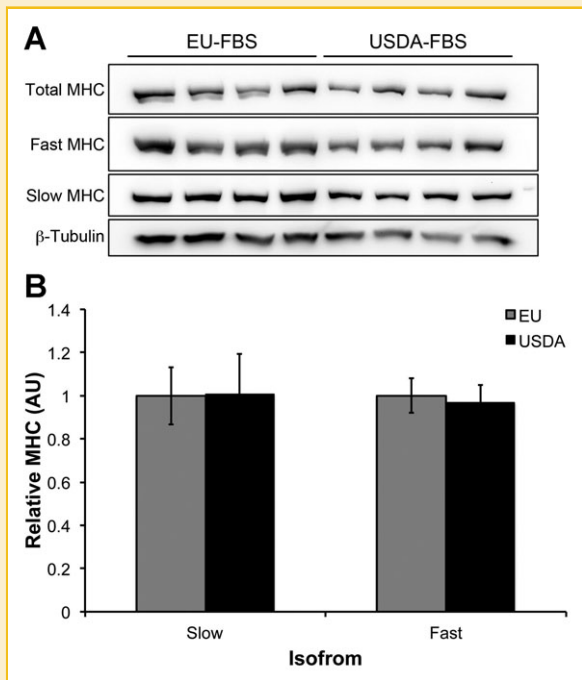 A
EU-FBS USDA-FBS
Total MHC
Fast MHC
Slow MHC
β-Tubulin
B
1.4
1.2
1
0.8
0.6
0.4
0.2
0
Relative MHC (AU)
EU
USDA
Slow Fast
Isofrom